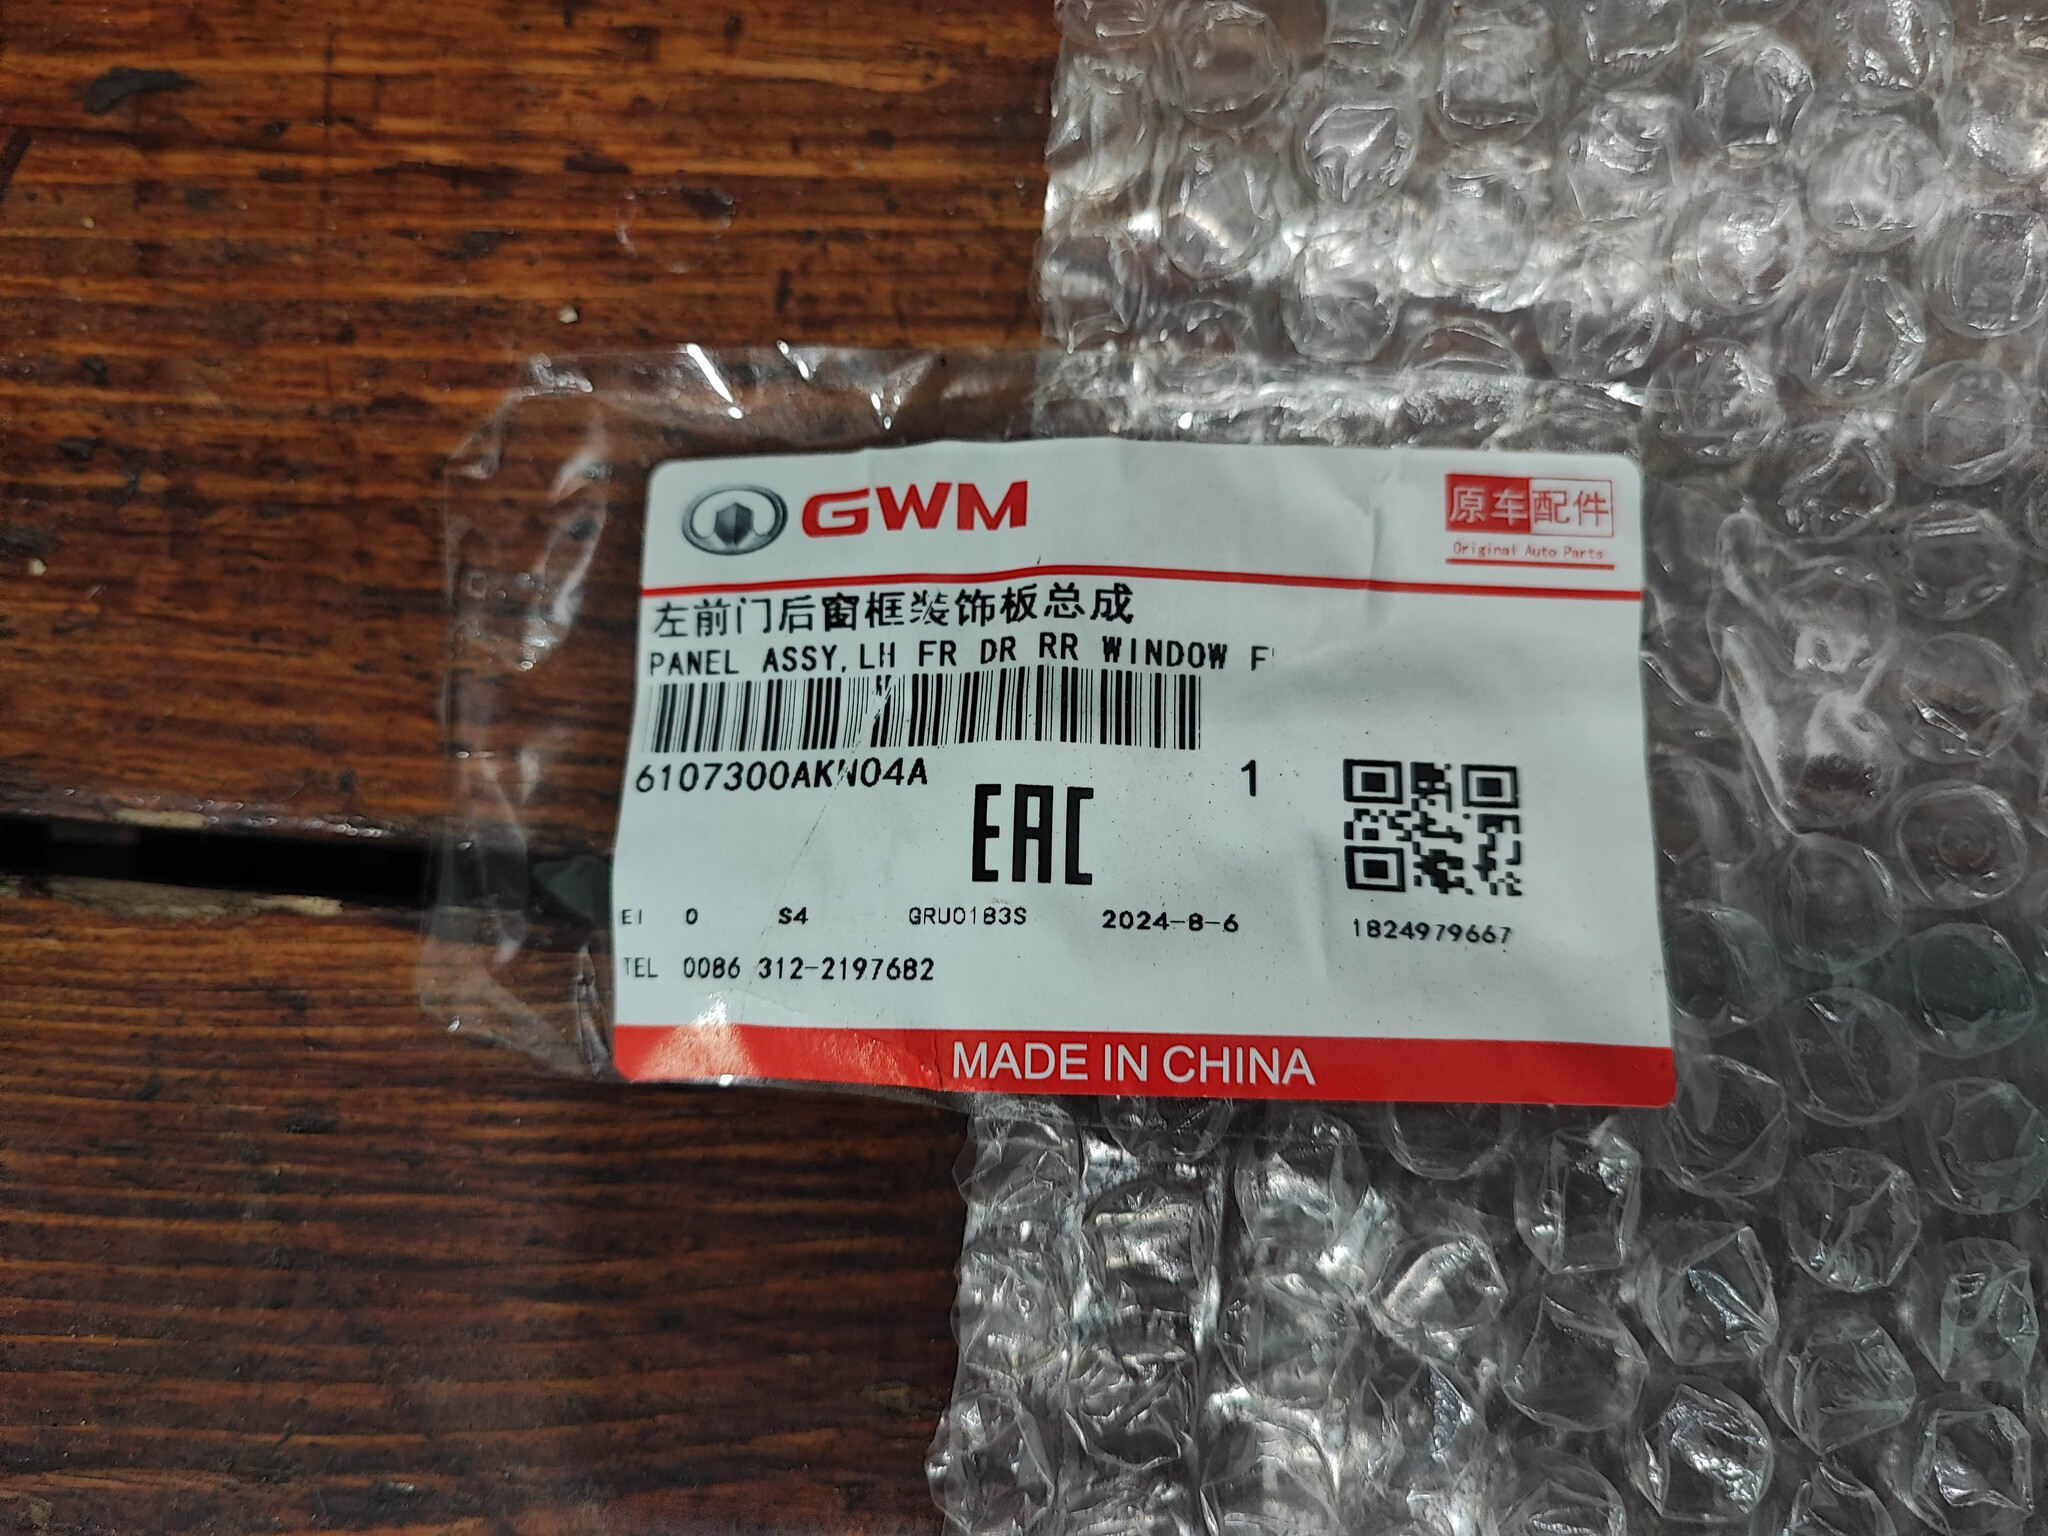 GWM
原车配件
Original Auto Parts
左前门后窗框装饰板总成
PANEL ASSY,LH FR DR RR WINDOW
6107300AKN04A 1
EAC
EI 0 S4 GRU0183S 2024-8-6 1824979667
TEL 0086 312-2197682
MADE IN CHINA